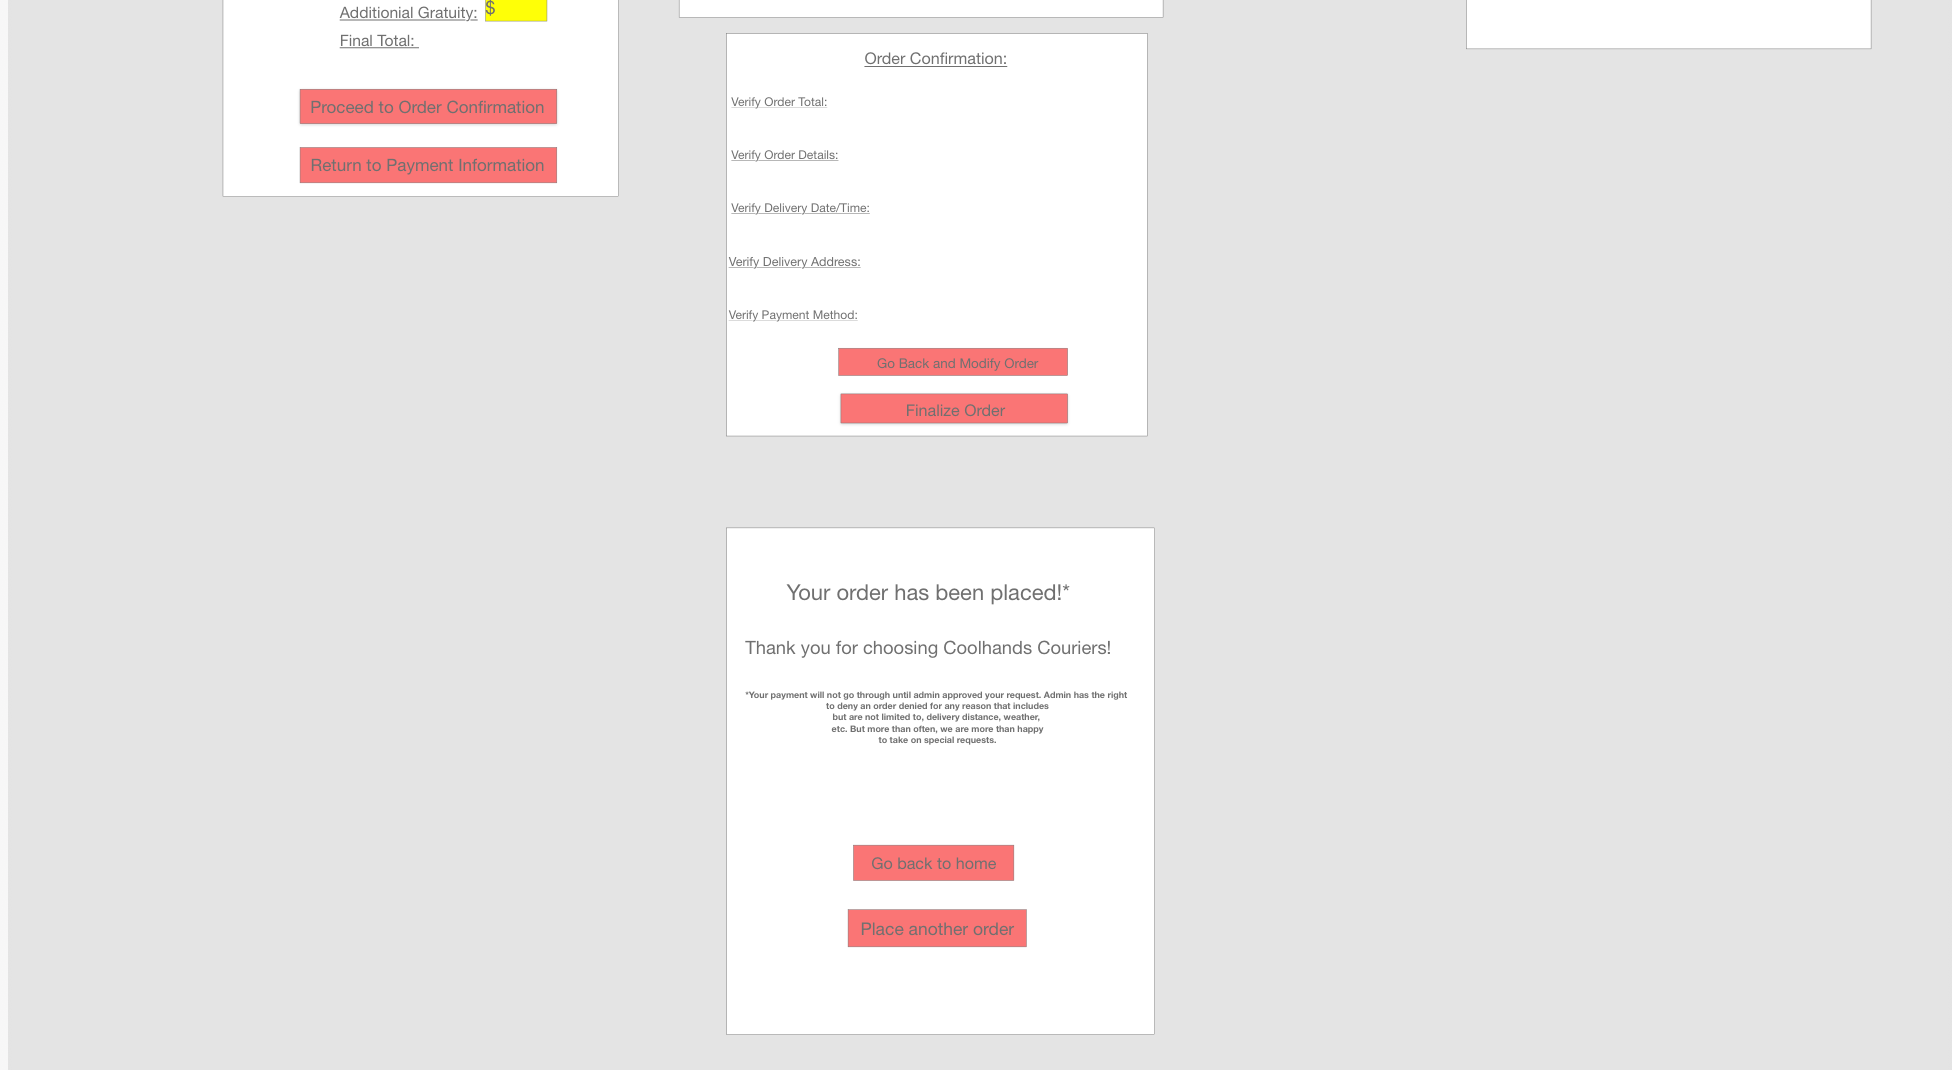 Additionial Gratuity: $
Final Total:
Proceed to Order Confirmation
Return to Payment Information
Order Confirmation:
Verify Order Total:
Verify Order Details:
Verify Delivery Date/Time:
Verify Delivery Address:
Verify Payment Method:
Go Back and Modify Order
Finalize Order
Your order has been placed!*
Thank you for choosing Coolhands Couriers!
*Your payment will not go through until admin approved your request. Admin has the right
to deny an order denied for any reason that includes
but are not limited to, delivery distance, weather,
etc. But more than often, we are more than happy
to take on special requests.
Go back to home
Place another order